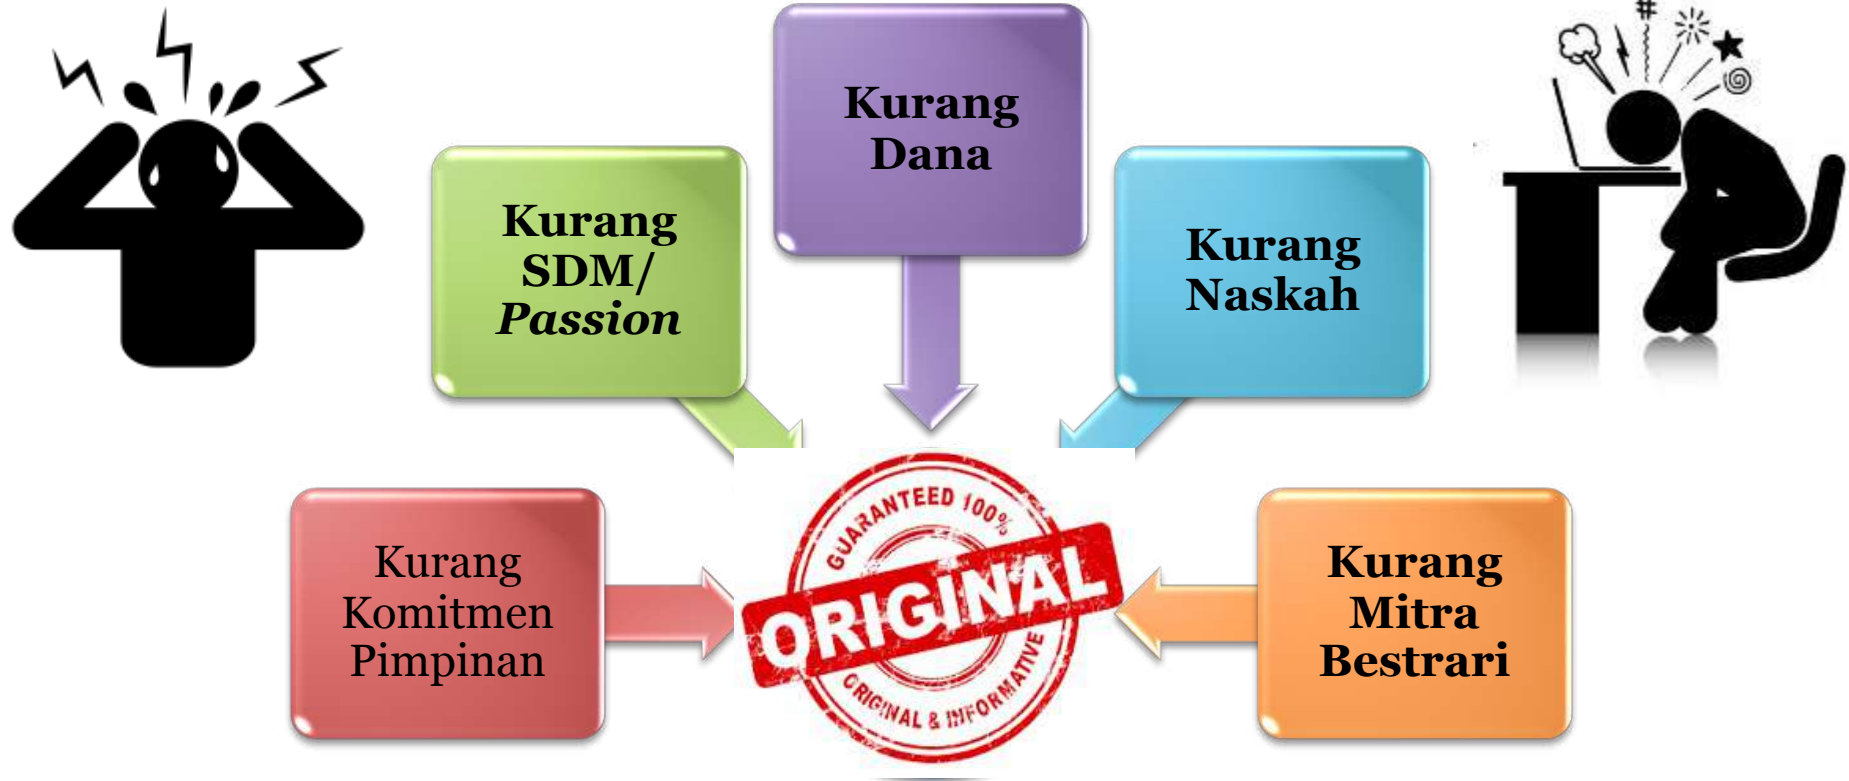 Kurang
Dana
Kurang
SDM/
Passion
Kurang
Naskah
Kurang
Komitmen
Pimpinan
GUARANTEED 100%
ORIGINAL
ORIGINAL & INFORMATIVE
Kurang
Mitra
Bestrari
#